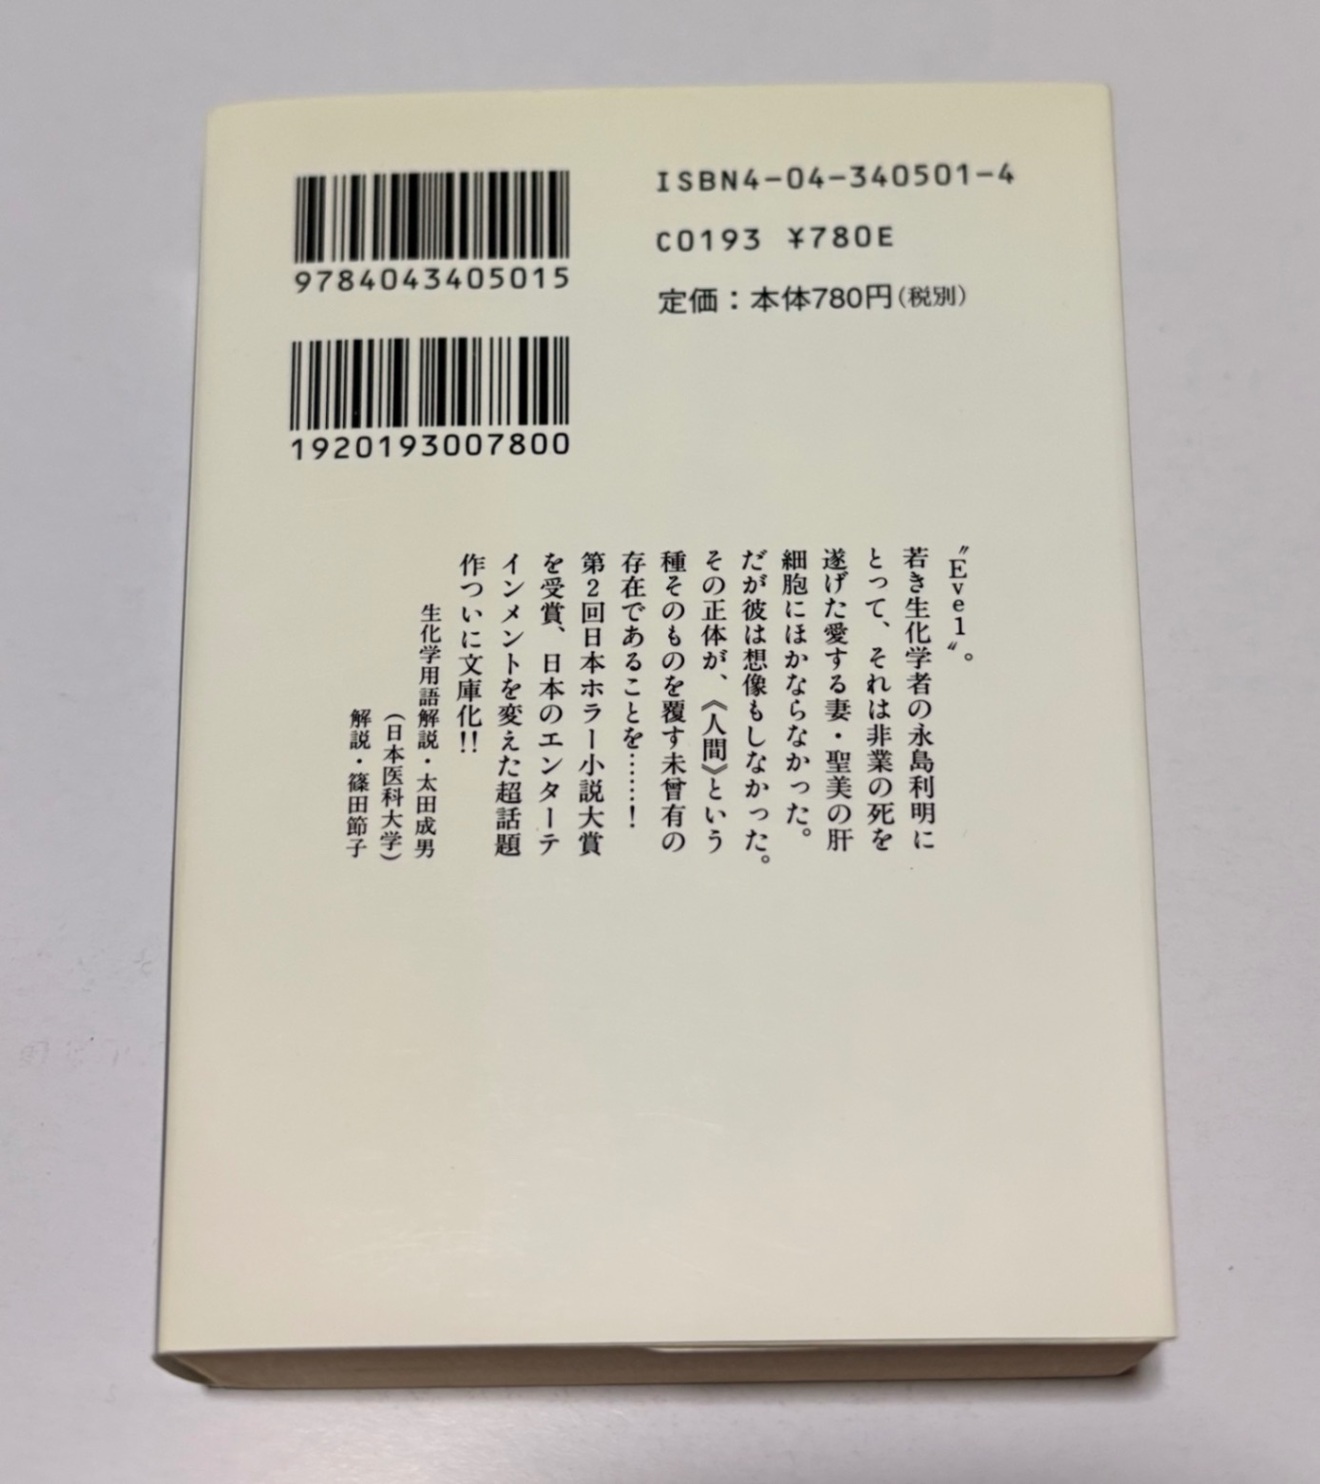 9784043405015
ISBN4-04-340501-4
C0193 ¥780E
定価：本体780円（税別）
1920193007800
〝Eve1〟。
若き生化学者の永島利明に
とって、それは非業の死を
遂げた愛する妻・聖美の肝
細胞にほかならなかった。
だが彼は想像もしなかった。
その正体が、《人間》という
種そのものを覆す未曾有の
存在であることを……！
第2回日本ホラー小説大賞
を受賞、日本のエンターテ
インメントを変えた超話題
作ついに文庫化!!
生化学用語解説・太田成男
（日本医科大学）
解説・篠田節子